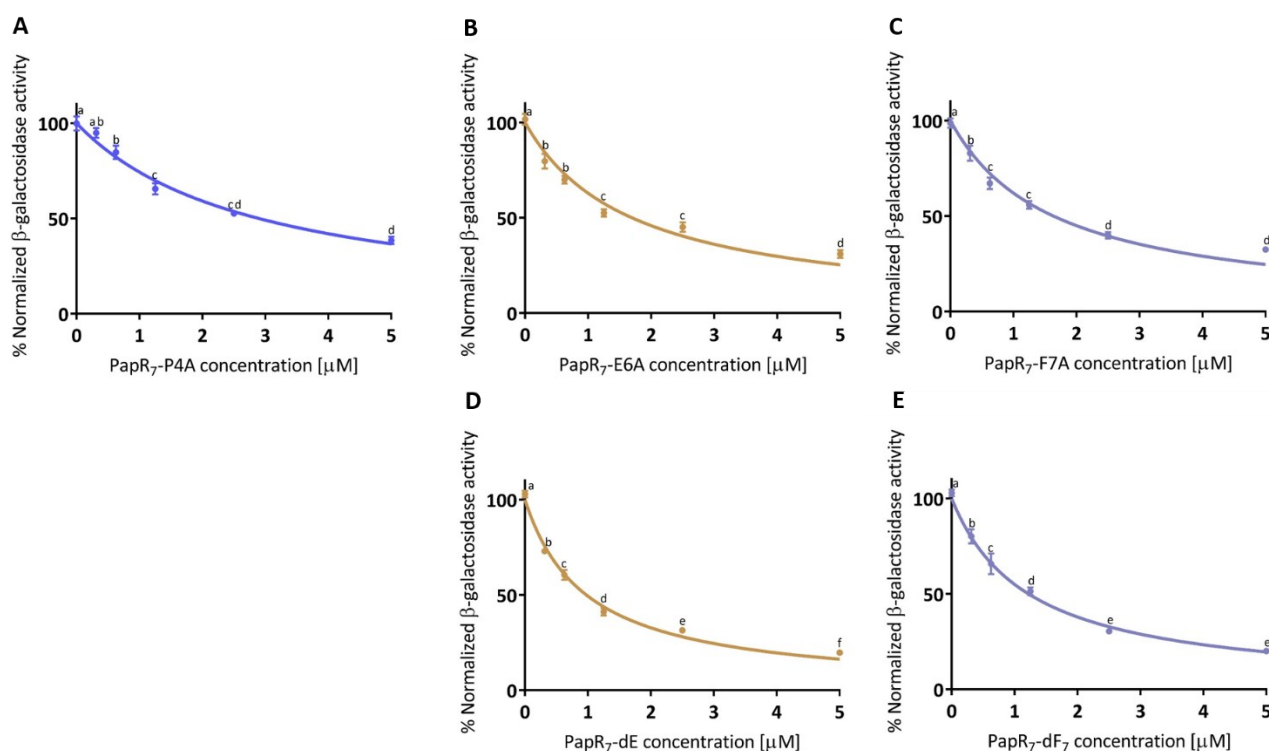 A
% Normalized β-galactosidase activity
100
50
0
a
ab
b
c
cd
d
0 1 2 3 4 5
PapR7-P4A concentration [μM]
B
% Normalized β-galactosidase activity
100
50
0
a
b
b
c
c
d
0 1 2 3 4 5
PapR7-E6A concentration [μM]
C
% Normalized β-galactosidase activity
100
50
0
a
b
c
c
d
d
0 1 2 3 4 5
PapR7-F7A concentration [μM]
D
% Normalized β-galactosidase activity
100
50
0
a
b
c
d
e
f
0 1 2 3 4 5
PapR7-dE concentration [μM]
E
% Normalized β-galactosidase activity
100
50
0
a
b
c
d
e
e
0 1 2 3 4 5
PapR7-dF7 concentration [μM]